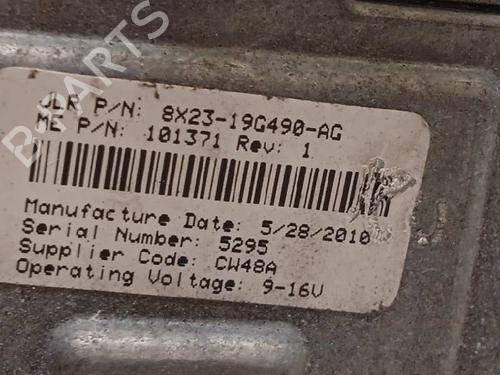 JLR P/N: 8X23-19G490-AG
ME P/N: 101371 Rev: 1
Manufacture Date: 5/28/2010
Serial Number: 5295
Supplier Code: CW48A
Operating Voltage: 9-16V